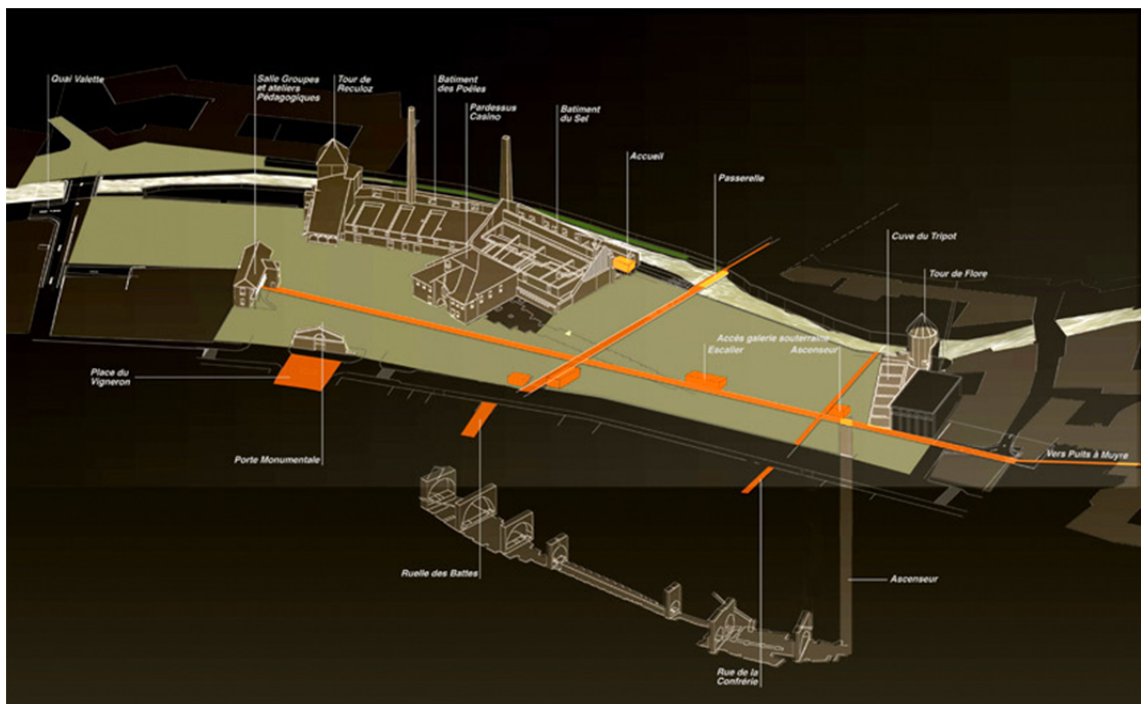 Quai Valette
Salle Groupes
et ateliers
Pédagogiques
Tour de
Reculoz
Batiment
des Poêles
Pardessus
Casino
Batiment
du Sel
Accueil
Passerelle
Cuve du Tripot
Tour de Flore
Accès galerie souterraine
Escalier
Ascenseur
Place du
Vigneron
Porte Monumentale
Vers Puits à Muyre
Ruelle des Battes
Ascenseur
Rue de la
Confrérie